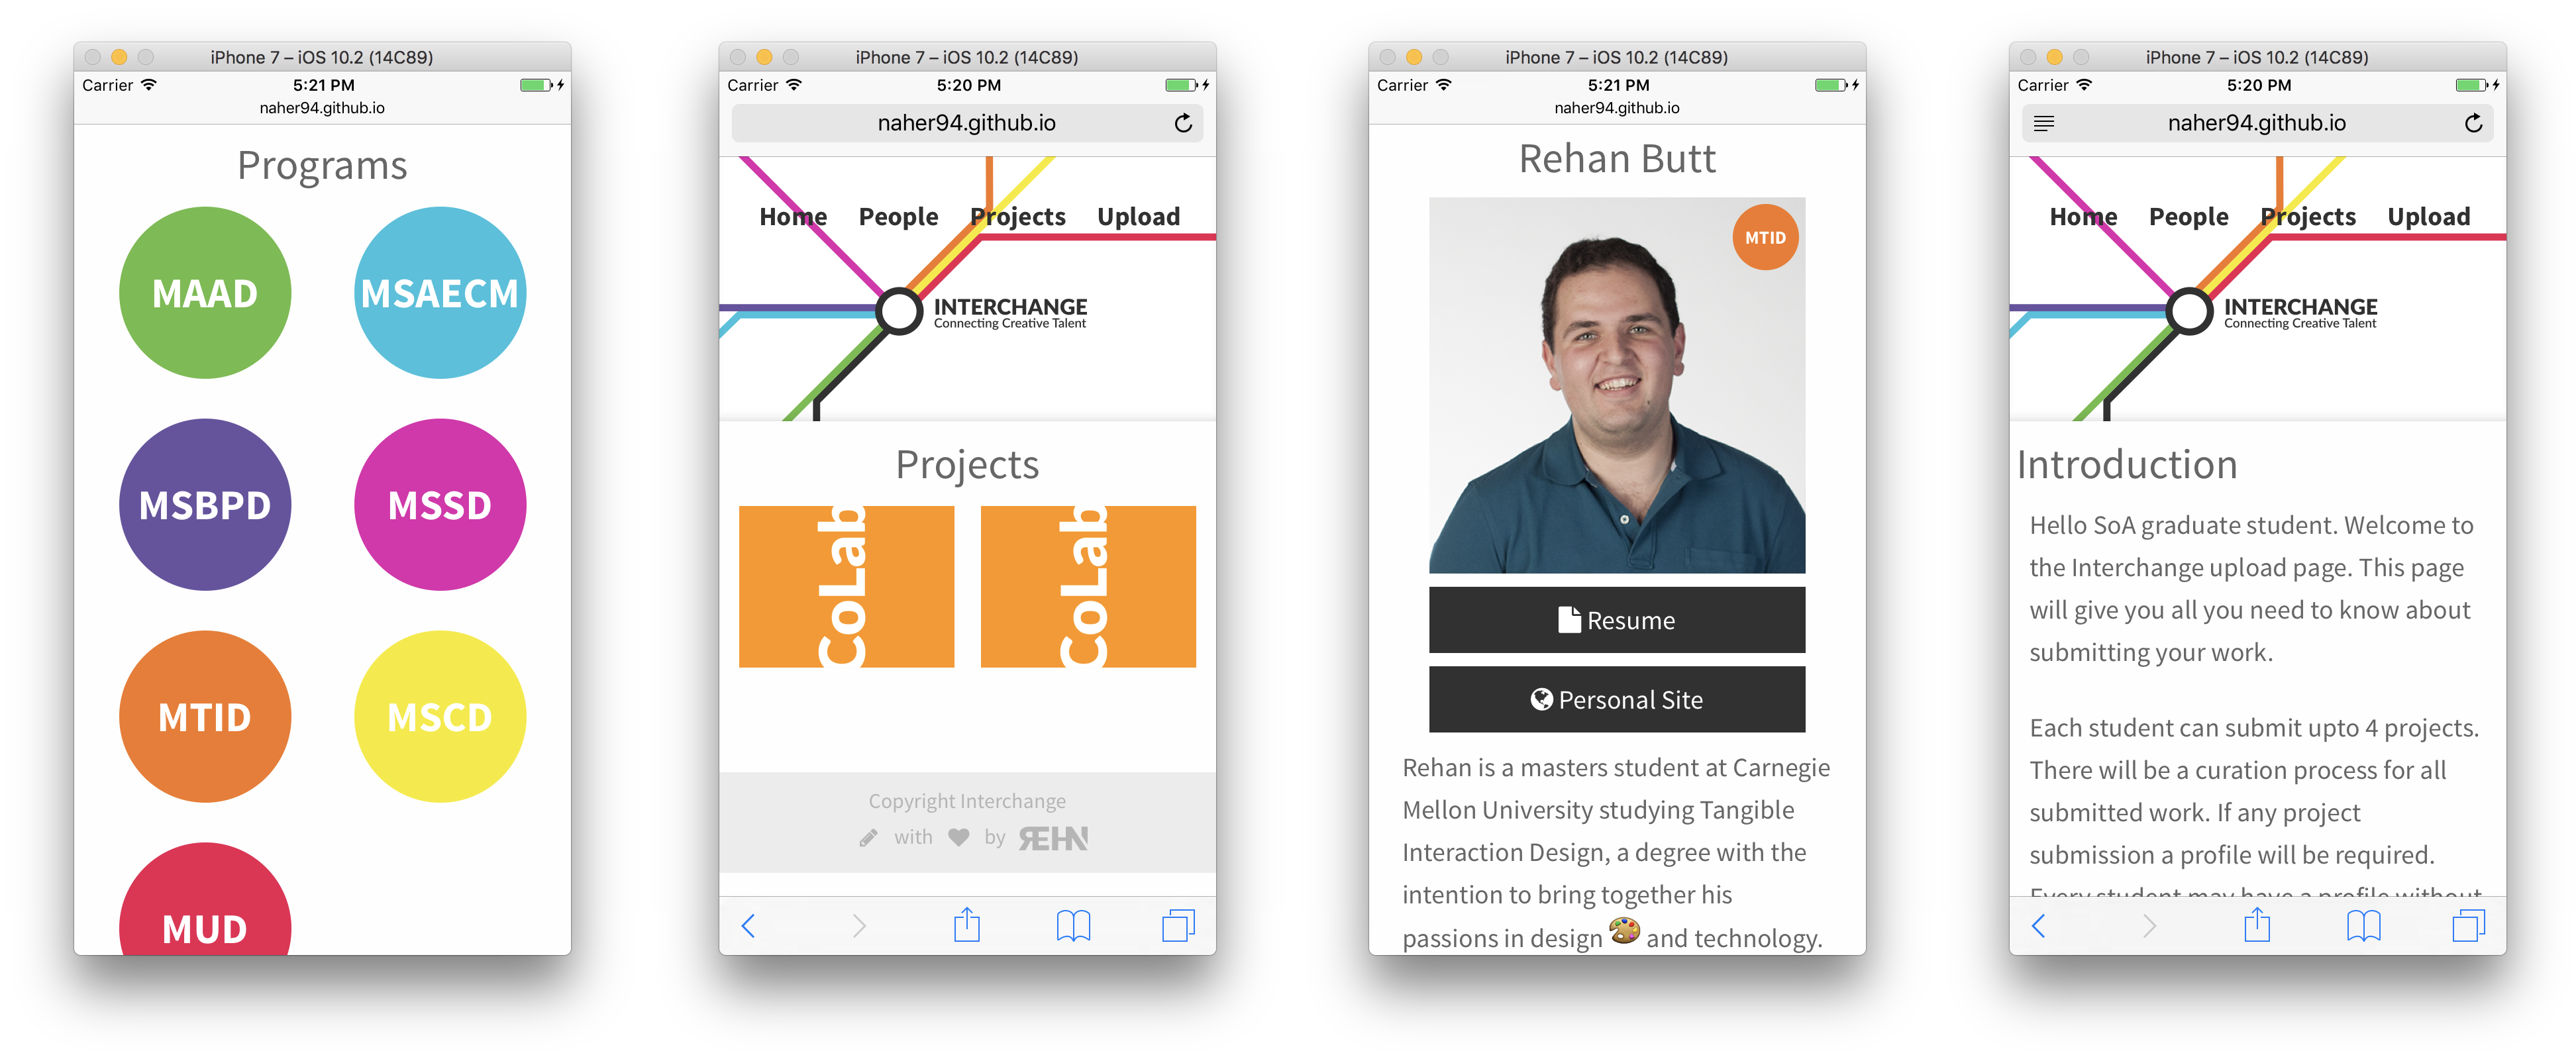 iPhone 7 – iOS 10.2 (14C89)
Carrier 5:21 PM
naher94.github.io
Programs
MAAD MSAECM
MSBPD MSSD
MTID MSCD
MUD
iPhone 7 – iOS 10.2 (14C89)
Carrier 5:20 PM
naher94.github.io
Home People Projects Upload
INTERCHANGE
Connecting Creative Talent
Projects
CoLab CoLab
Copyright Interchange
with by REHN
iPhone 7 – iOS 10.2 (14C89)
Carrier 5:21 PM
naher94.github.io
Rehan Butt
MTID
Resume
Personal Site
Rehan is a masters student at Carnegie
Mellon University studying Tangible
Interaction Design, a degree with the
intention to bring together his
passions in design 🎨 and technology.
iPhone 7 – iOS 10.2 (14C89)
Carrier 5:20 PM
naher94.github.io
Home People Projects Upload
INTERCHANGE
Connecting Creative Talent
Introduction
Hello SoA graduate student. Welcome to
the Interchange upload page. This page
will give you all you need to know about
submitting your work.
Each student can submit upto 4 projects.
There will be a curation process for all
submitted work. If any project
submission a profile will be required.
Every student may have a profile without